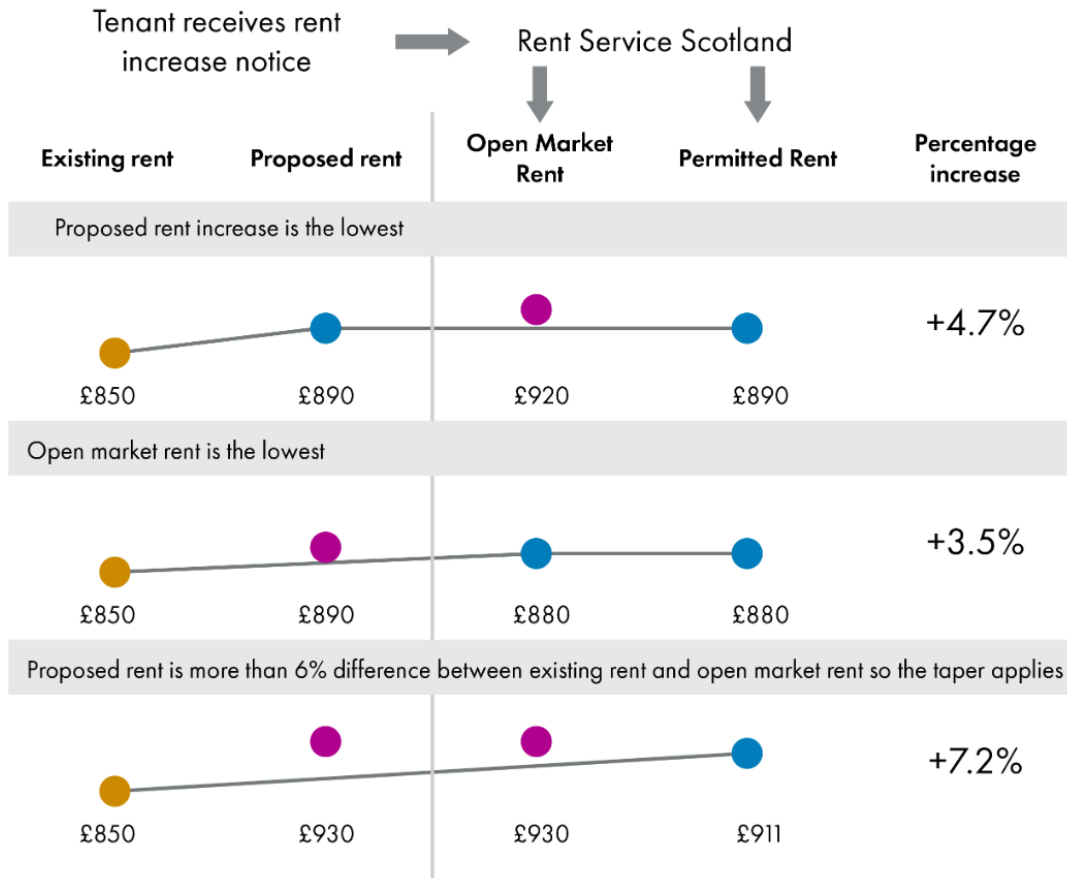 Tenant receives rent
increase notice
Rent Service Scotland
Existing rent
Proposed rent
Open Market
Rent
Permitted Rent
Percentage
increase
Proposed rent increase is the lowest
+4.7%
£850
£890
£920
£890
Open market rent is the lowest
+3.5%
£850
£890
£880
£880
Proposed rent is more than 6% difference between existing rent and open market rent so the taper applies
+7.2%
£850
£930
£930
£911